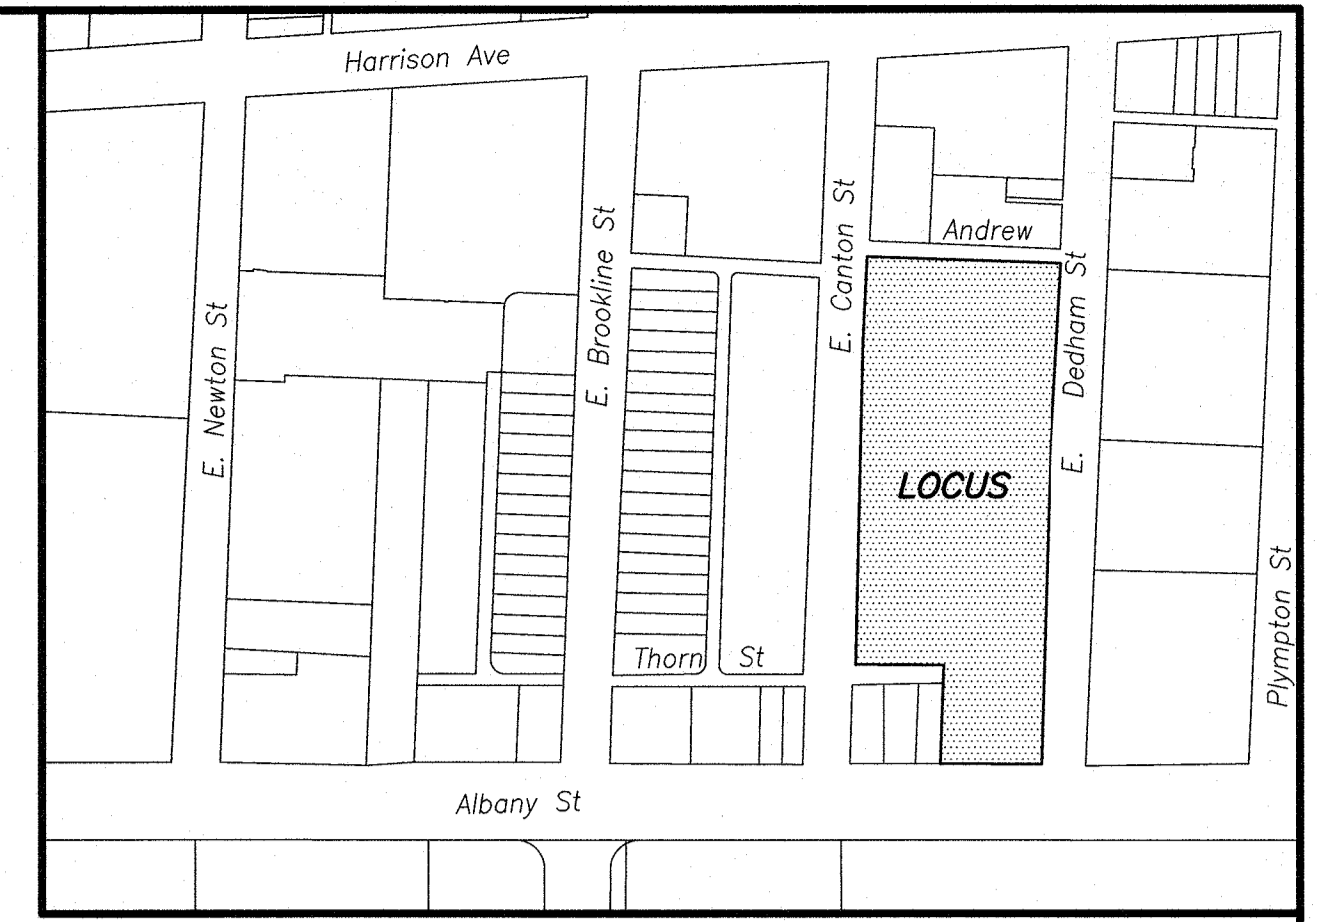 Harrison Ave
E. Newton St
E. Brookline St
E. Canton St
Andrew
E. Dedham St
LOCUS
Thorn St
Plympton St
Albany St